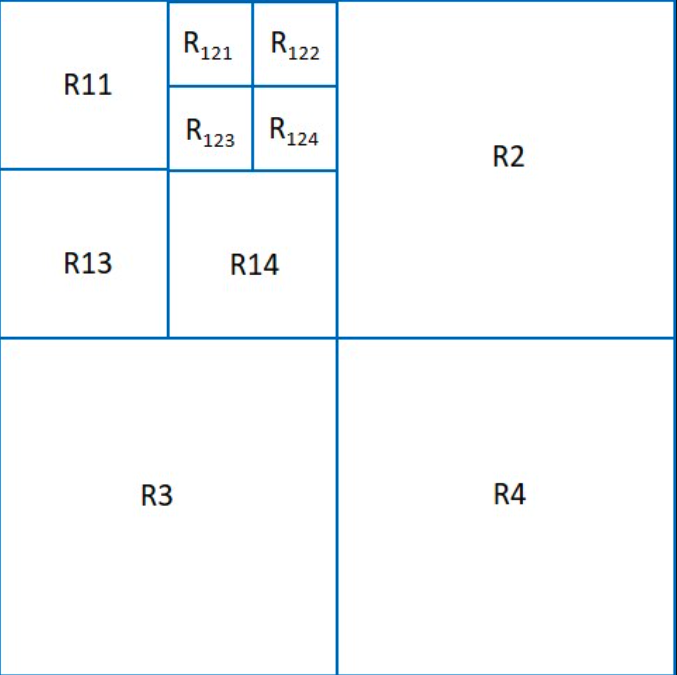 R₁₂₁ R₁₂₂
R11
R₁₂₃ R₁₂₄
R2
R13 R14
R3 R4